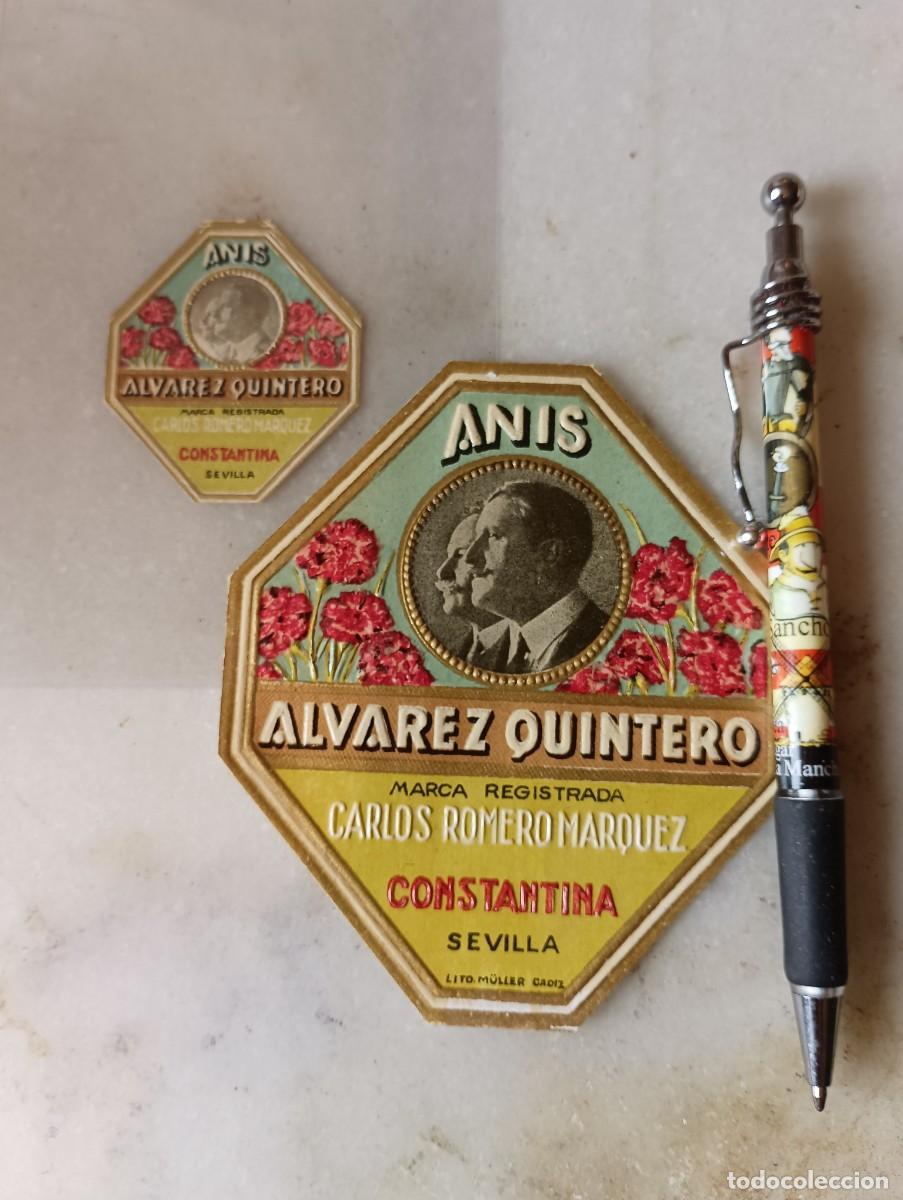 ANIS
ALVAREZ QUINTERO
MARCA REGISTRADA
CARLOS ROMERO MARQUEZ
CONSTANTINA
SEVILLA
ANIS
ALVAREZ QUINTERO
MARCA REGISTRADA
CARLOS ROMERO MARQUEZ
CONSTANTINA
SEVILLA
LITO. MÜLLER CADIZ
todocoleccion